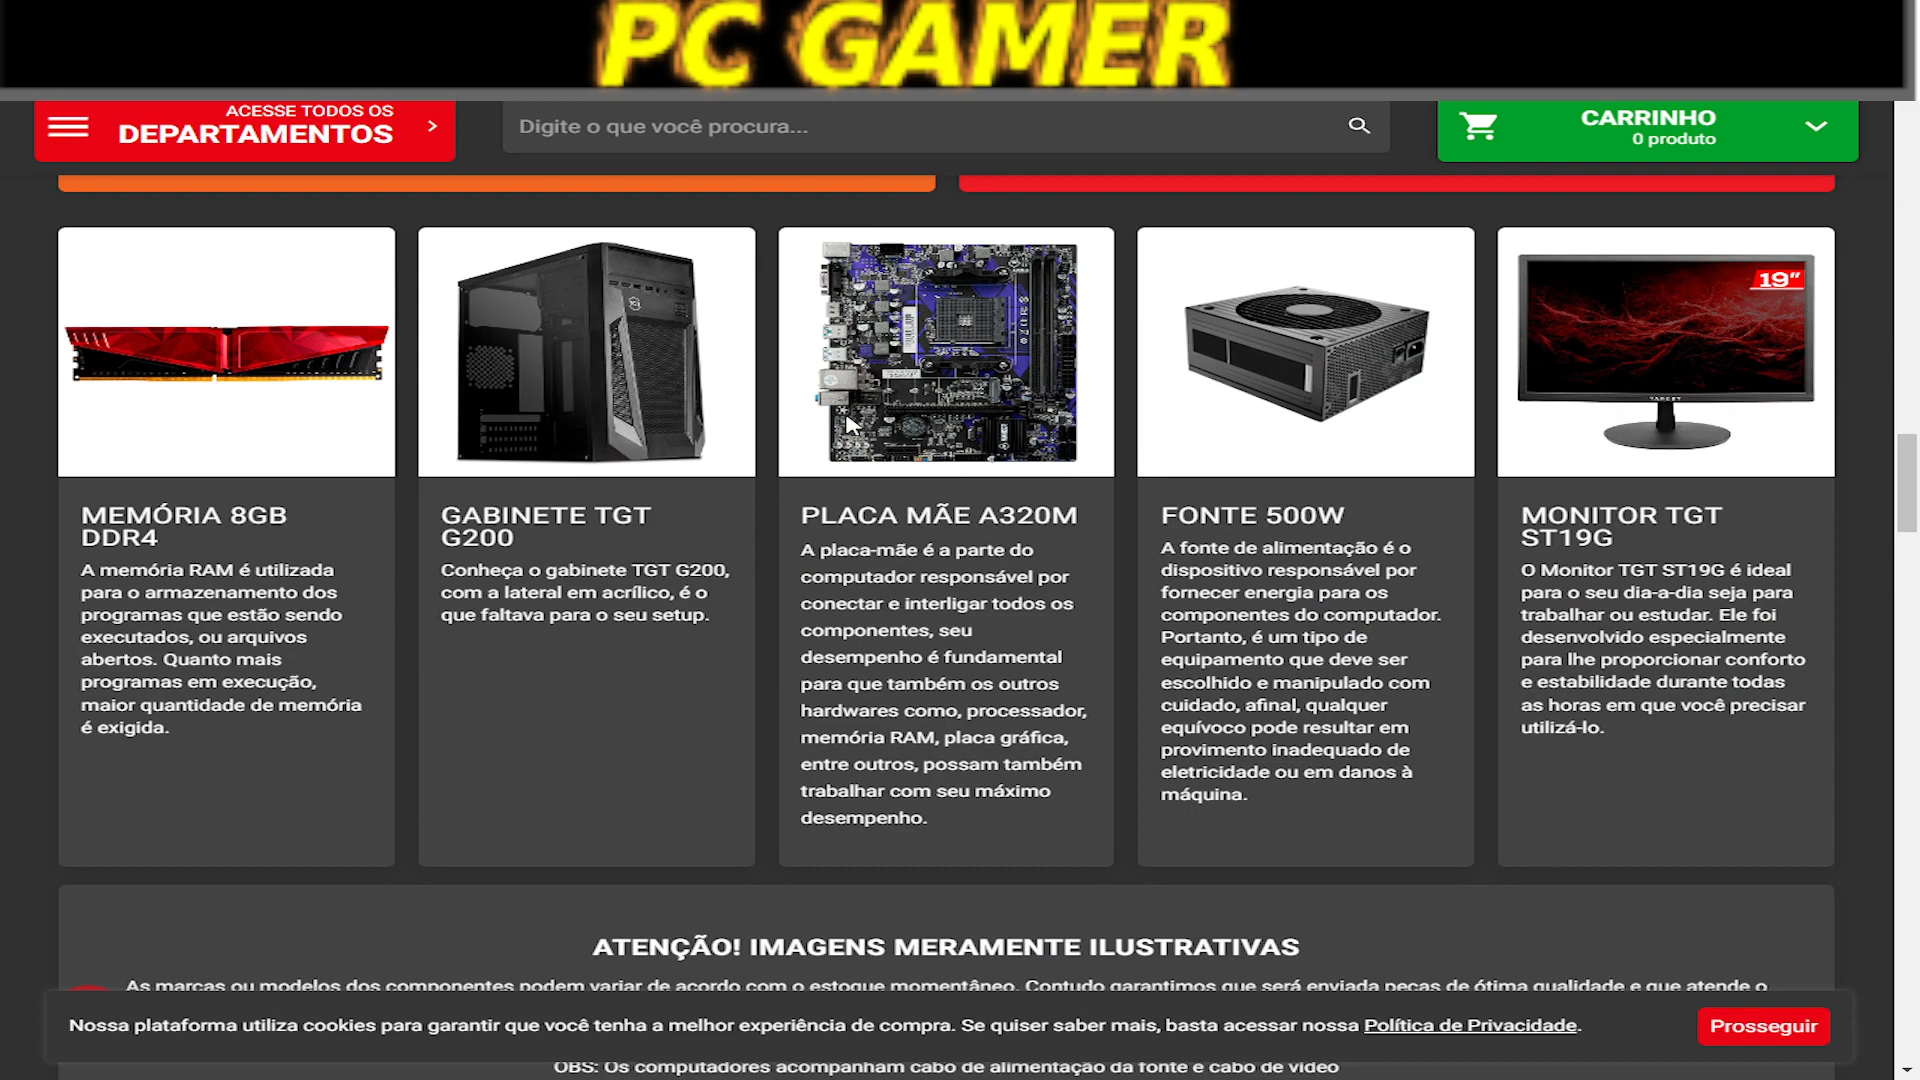 PC GAMER
ACESSE TODOS OS
DEPARTAMENTOS
Digite o que você procura...
CARRINHO
0 produto
19"
TARGET
MEMÓRIA 8GB
DDR4
A memória RAM é utilizada
para o armazenamento dos
programas que estão sendo
executados, ou arquivos
abertos. Quanto mais
programas em execução,
maior quantidade de memória
é exigida.
GABINETE TGT
G200
Conheça o gabinete TGT G200,
com a lateral em acrílico, é o
que faltava para o seu setup.
PLACA MÃE A320M
A placa-mãe é a parte do
computador responsável por
conectar e interligar todos os
componentes, seu
desempenho é fundamental
para que também os outros
hardwares como, processador,
memória RAM, placa gráfica,
entre outros, possam também
trabalhar com seu máximo
desempenho.
FONTE 500W
A fonte de alimentação é o
dispositivo responsável por
fornecer energia para os
componentes do computador.
Portanto, é um tipo de
equipamento que deve ser
escolhido e manipulado com
cuidado, afinal, qualquer
equívoco pode resultar em
provimento inadequado de
eletricidade ou em danos à
máquina.
MONITOR TGT
ST19G
O Monitor TGT ST19G é ideal
para o seu dia-a-dia seja para
trabalhar ou estudar. Ele foi
desenvolvido especialmente
para lhe proporcionar conforto
e estabilidade durante todas
as horas em que você precisar
utilizá-lo.
ATENÇÃO! IMAGENS MERAMENTE ILUSTRATIVAS
As marcas ou modelos dos componentes podem variar de acordo com o estoque momentâneo. Contudo garantimos que será enviada peças de ótima qualidade e que atende o
Nossa plataforma utiliza cookies para garantir que você tenha a melhor experiência de compra. Se quiser saber mais, basta acessar nossa Política de Privacidade.
Prosseguir
OBS: Os computadores acompanham cabo de alimentação da fonte e cabo de vídeo